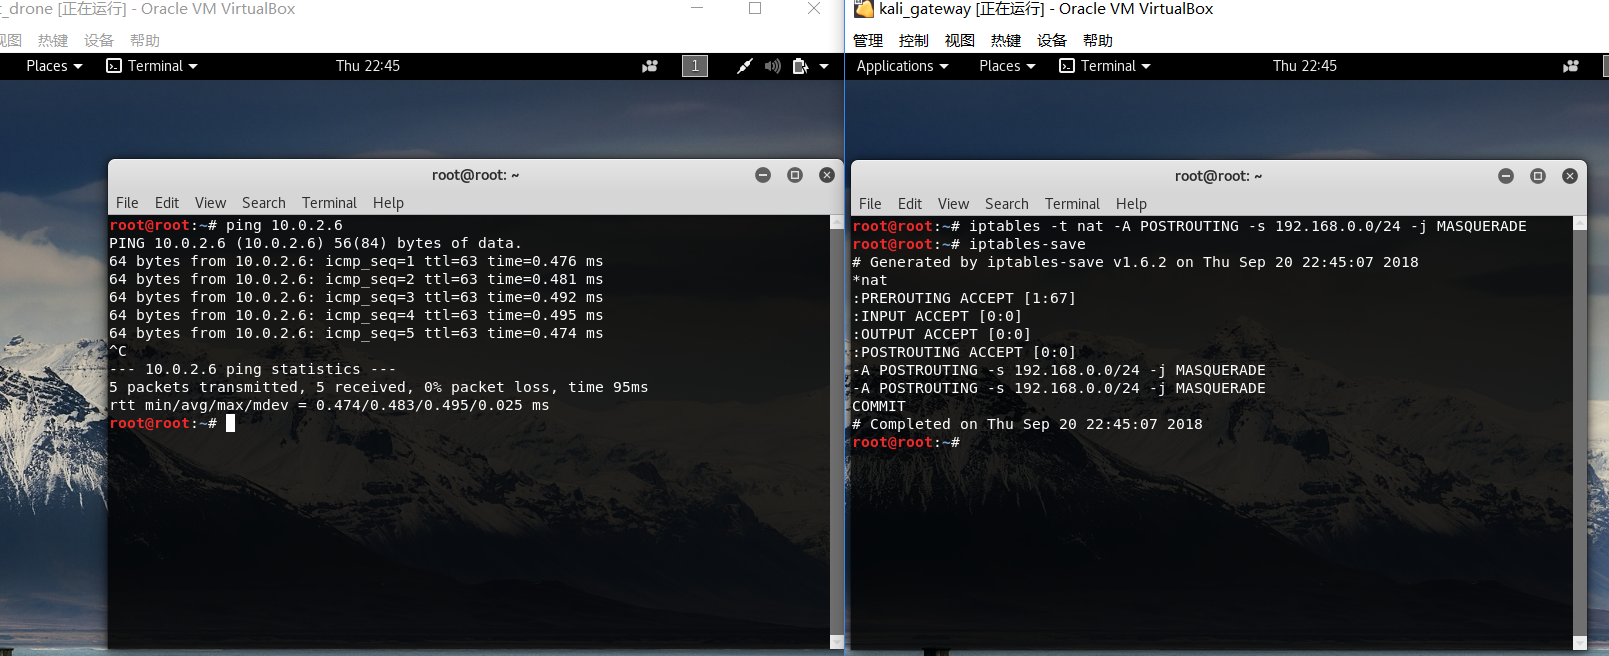 t_drone [正在运行] - Oracle VM VirtualBox
视图 热键 设备 帮助
Places Terminal Thu 22:45 1
root@root: ~
File Edit View Search Terminal Help
root@root:~# ping 10.0.2.6
PING 10.0.2.6 (10.0.2.6) 56(84) bytes of data.
64 bytes from 10.0.2.6: icmp_seq=1 ttl=63 time=0.476 ms
64 bytes from 10.0.2.6: icmp_seq=2 ttl=63 time=0.481 ms
64 bytes from 10.0.2.6: icmp_seq=3 ttl=63 time=0.492 ms
64 bytes from 10.0.2.6: icmp_seq=4 ttl=63 time=0.495 ms
64 bytes from 10.0.2.6: icmp_seq=5 ttl=63 time=0.474 ms
^C
--- 10.0.2.6 ping statistics ---
5 packets transmitted, 5 received, 0% packet loss, time 95ms
rtt min/avg/max/mdev = 0.474/0.483/0.495/0.025 ms
root@root:~#
kali_gateway [正在运行] - Oracle VM VirtualBox
管理 控制 视图 热键 设备 帮助
Applications Places Terminal Thu 22:45
root@root: ~
File Edit View Search Terminal Help
root@root:~# iptables -t nat -A POSTROUTING -s 192.168.0.0/24 -j MASQUERADE
root@root:~# iptables-save
# Generated by iptables-save v1.6.2 on Thu Sep 20 22:45:07 2018
*nat
:PREROUTING ACCEPT [1:67]
:INPUT ACCEPT [0:0]
:OUTPUT ACCEPT [0:0]
:POSTROUTING ACCEPT [0:0]
-A POSTROUTING -s 192.168.0.0/24 -j MASQUERADE
-A POSTROUTING -s 192.168.0.0/24 -j MASQUERADE
COMMIT
# Completed on Thu Sep 20 22:45:07 2018
root@root:~#